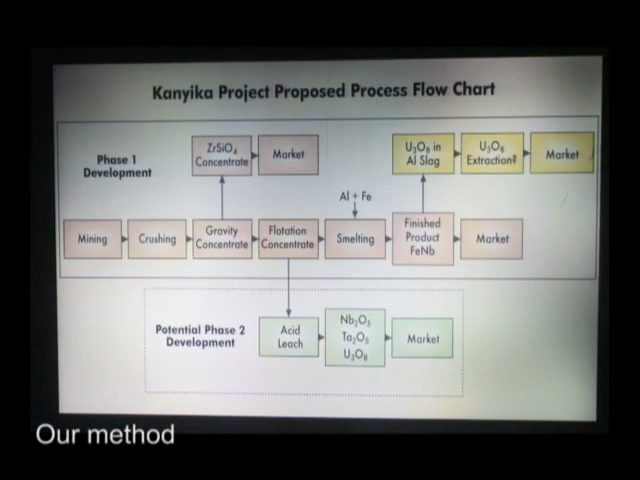 Kanyika Project Proposed Process Flow Chart
Phase 1
Development
ZrSiO₄
Concentrate
Market
U₃O₈ in
Al Slag
U₃O₈
Extraction?
Market
Al + Fe
Mining
Crushing
Gravity
Concentrate
Flotation
Concentrate
Smelting
Finished
Product
FeNb
Market
Potential Phase 2
Development
Acid
Leach
Nb₂O₅
Ta₂O₅
U₃O₈
Market
Our method